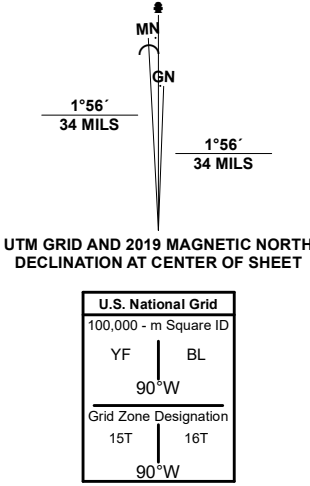 MN
GN
1°56´
34 MILS
1°56´
34 MILS
UTM GRID AND 2019 MAGNETIC NORTH
DECLINATION AT CENTER OF SHEET
U.S. National Grid
100,000 - m Square ID
YF BL
90°W
Grid Zone Designation
15T 16T
90°W